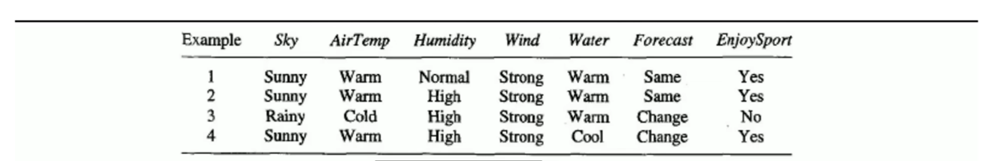 Example Sky AirTemp Humidity Wind Water Forecast EnjoySport
1 Sunny Warm Normal Strong Warm Same Yes
2 Sunny Warm High Strong Warm Same Yes
3 Rainy Cold High Strong Warm Change No
4 Sunny Warm High Strong Cool Change Yes